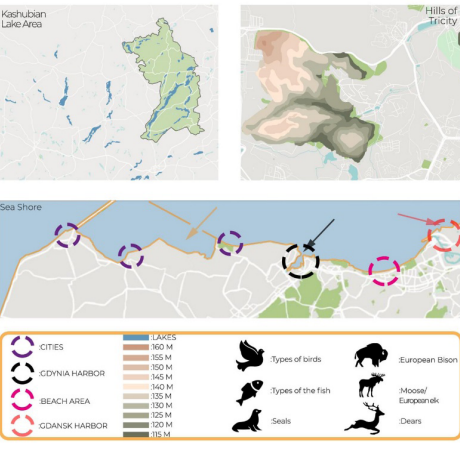 Kashubian
Lake Area
Hills of
Tricity
Sea Shore
:CITIES
:GDYNIA HARBOR
:BEACH AREA
:GDANSK HARBOR
:LAKES
:160 M
:155 M
:150 M
:145 M
:140 M
:135 M
:130 M
:125 M
:120 M
:115 M
:Types of birds
:Types of the fish
:Seals
:European Bison
:Moose/
European elk
:Dears